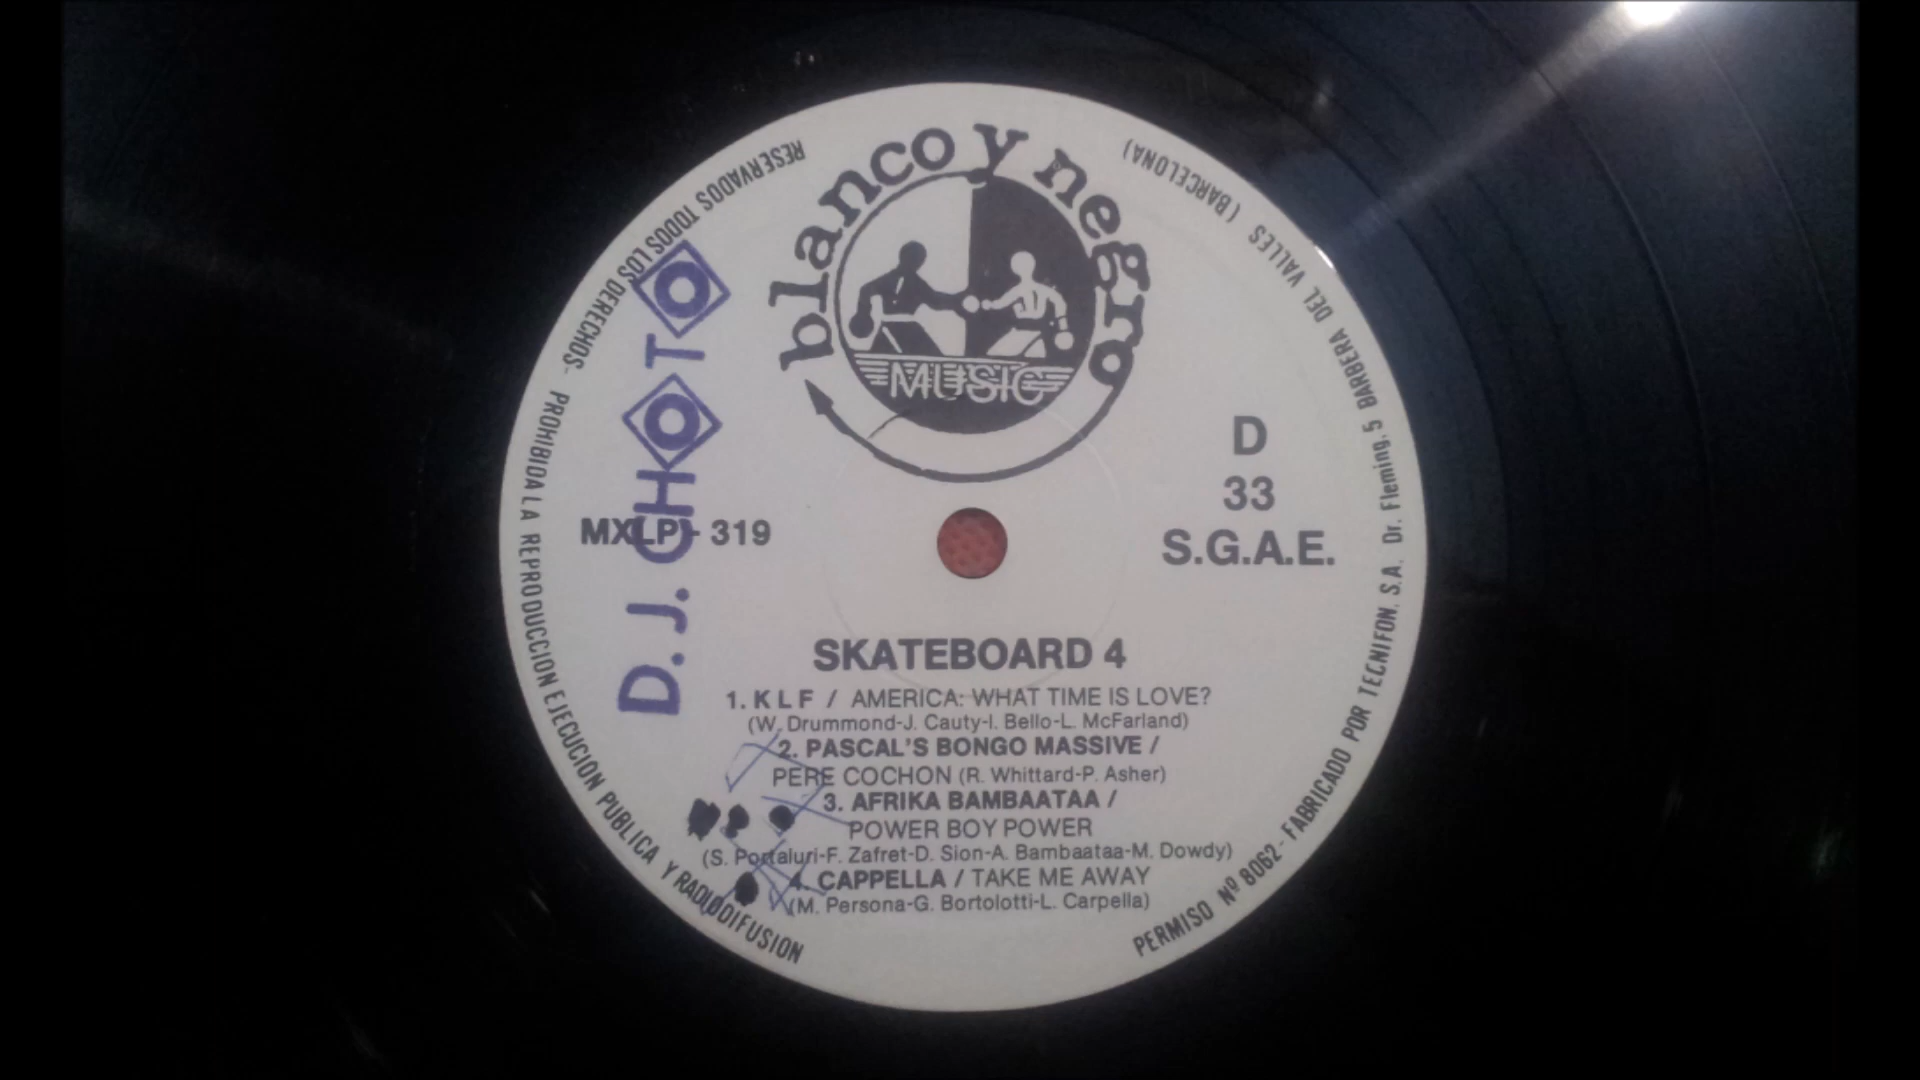 blanco y negro
MUSIC
D
33
S.G.A.E.
MXLP - 319
D.J. CHOTO
SKATEBOARD 4
1. K L F / AMERICA: WHAT TIME IS LOVE?
(W. Drummond-J. Cauty-I. Bello-L. McFarland)
2. PASCAL'S BONGO MASSIVE /
PERE COCHON (R. Whittard-P. Asher)
3. AFRIKA BAMBAATAA /
POWER BOY POWER
(S. Portaluri-F. Zafret-D. Sion-A. Bambaataa-M. Dowdy)
4. CAPPELLA / TAKE ME AWAY
(M. Persona-G. Bortolotti-L. Carpella)
RESERVADOS TODOS LOS DERECHOS- PROHIBIDA LA REPRODUCCION EJECUCION PUBLICA Y RADIODIFUSION
PERMISO Nº 8062- FABRICADO POR TECNIFON, S.A. Dr. Fleming, 5 BARBERA DEL VALLES (BARCELONA)